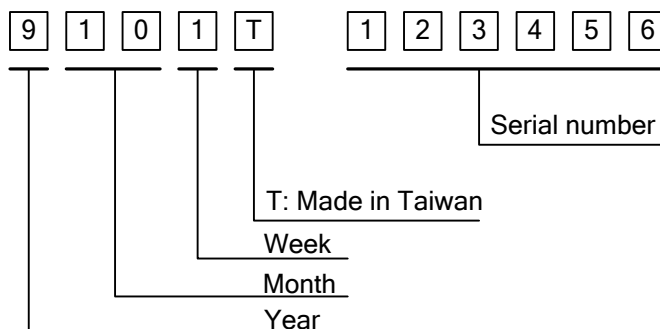 9 1 0 1 T 1 2 3 4 5 6
Serial number
T: Made in Taiwan
Week
Month
Year